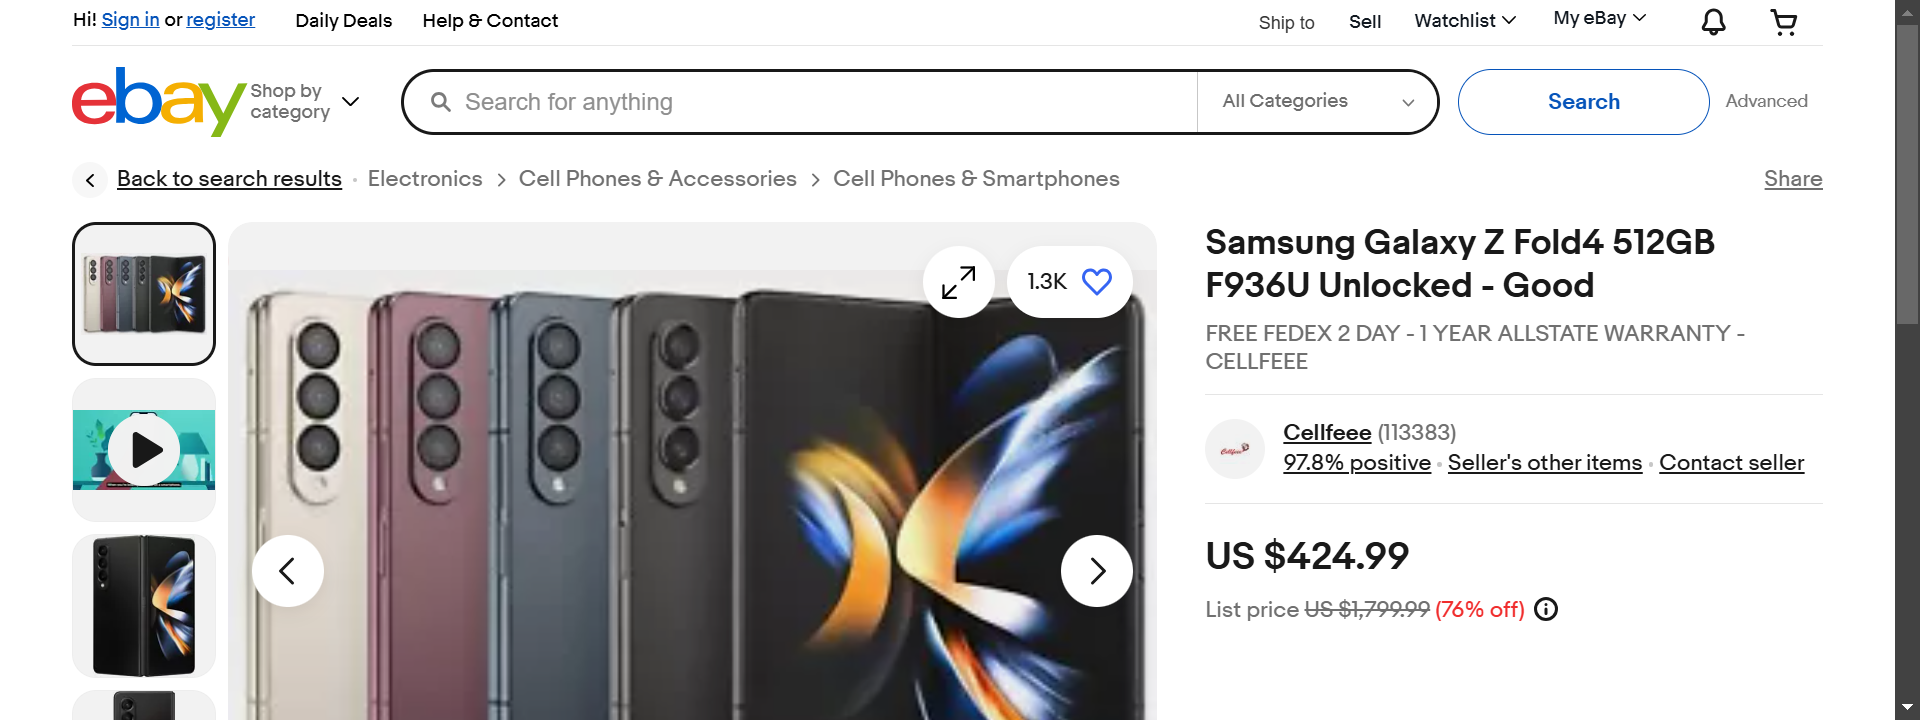 Hi! Sign in or register
Daily Deals
Help & Contact
Ship to
Sell
Watchlist
My eBay
ebay
Shop by
category
Search for anything
All Categories
Search
Advanced
Back to search results
Electronics
Cell Phones & Accessories
Cell Phones & Smartphones
Share
1.3K
Samsung Galaxy Z Fold4 512GB
F936U Unlocked - Good
FREE FEDEX 2 DAY - 1 YEAR ALLSTATE WARRANTY -
CELLFEEE
Cellfeee
Cellfeee (113383)
97.8% positive · Seller's other items · Contact seller
US $424.99
List price US $1,799.99 (76% off)